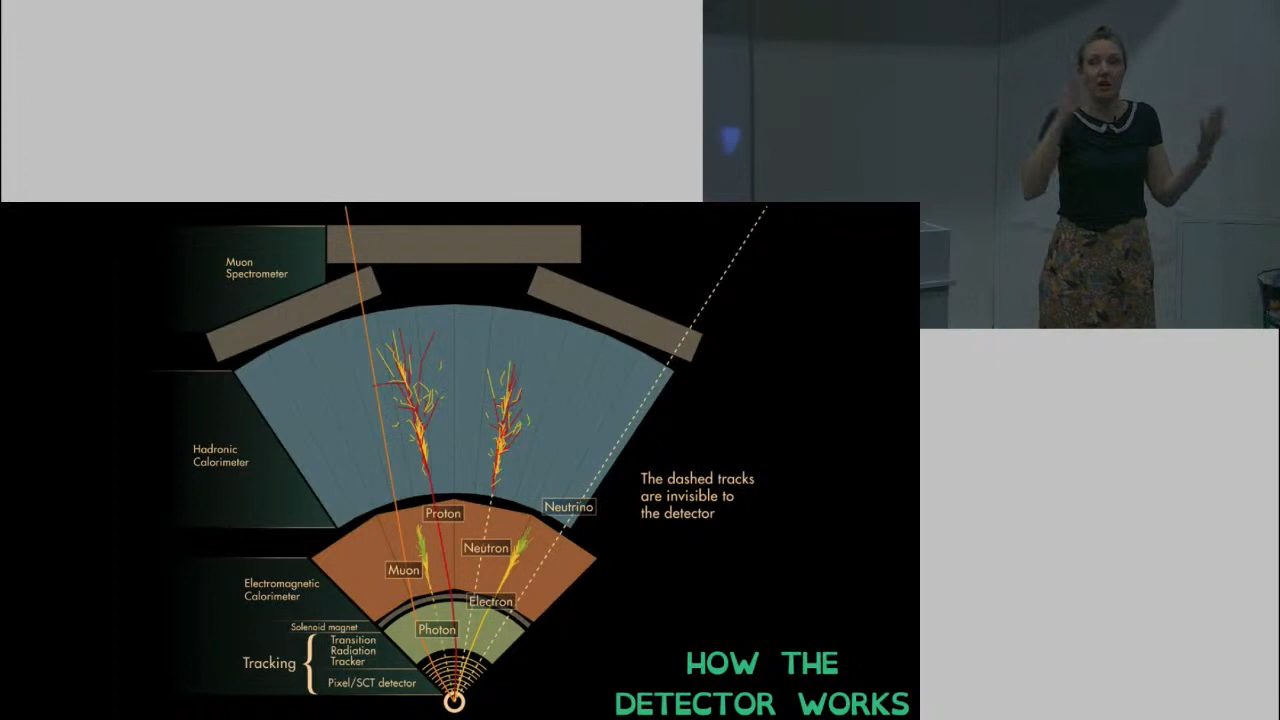 Muon
Spectrometer
Hadronic
Calorimeter
The dashed tracks
are invisible to
the detector
Neutrino
Proton
Neutron
Muon
Electromagnetic
Calorimeter
Electron
Photon
Solenoid magnet
Tracking
Transition
Radiation
Tracker
Pixel/SCT detector
HOW THE
DETECTOR WORKS